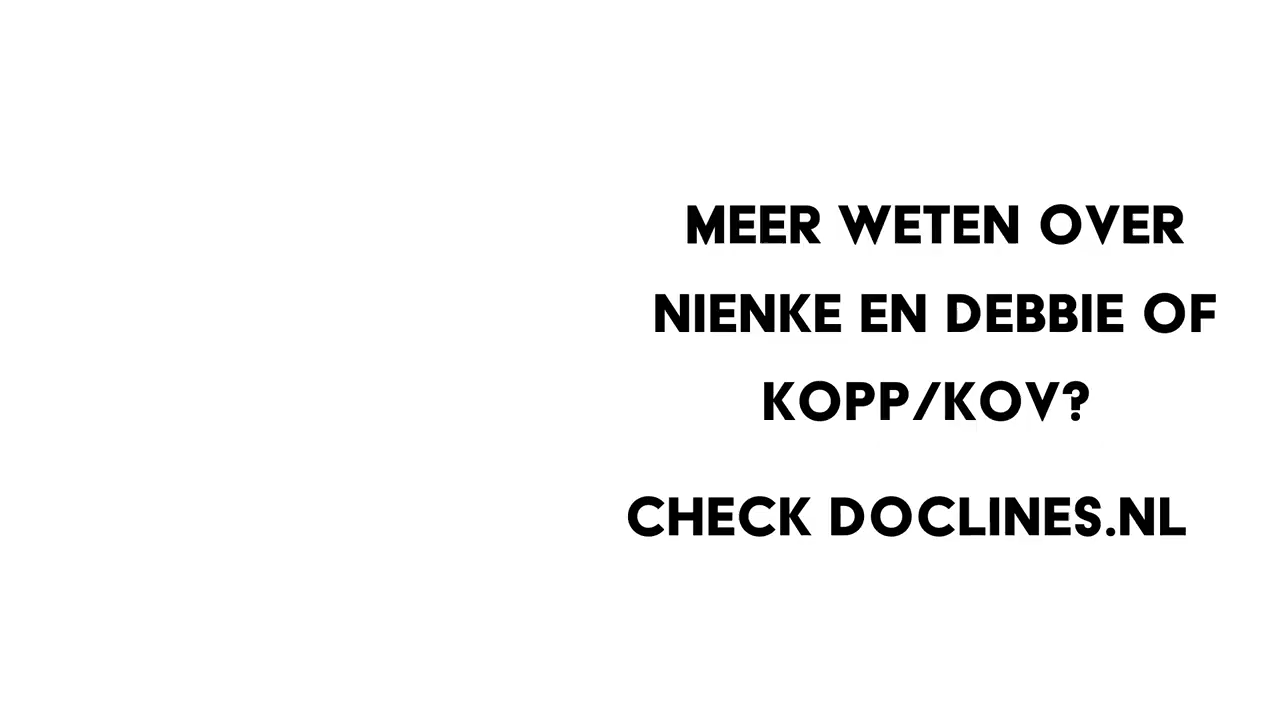 MEER WETEN OVER
NIENKE EN DEBBIE OF
KOPP/KOV?
CHECK DOCLINES.NL